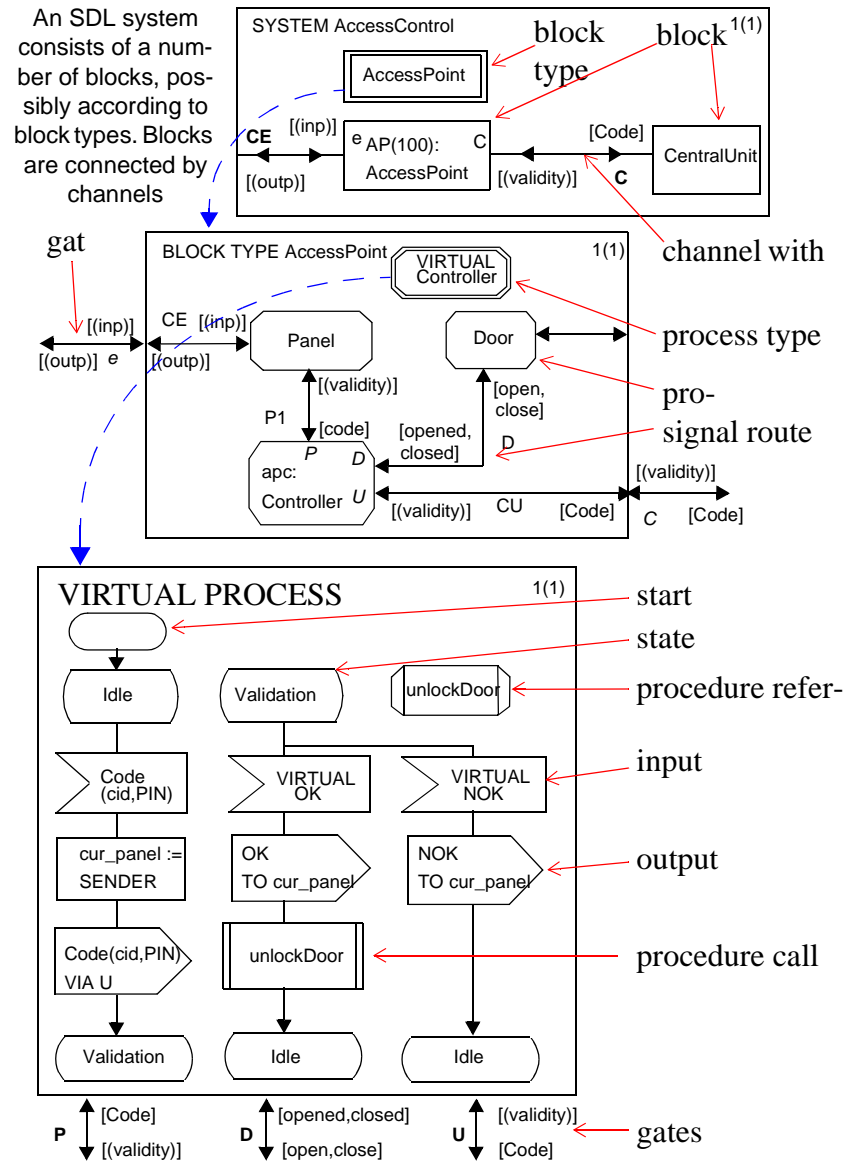 An SDL system
consists of a num-
ber of blocks, pos-
sibly according to
block types. Blocks
are connected by
channels
SYSTEM AccessControl
1(1)
block
type
block
AccessPoint
CE
[(inp)]
[(outp)]
e
AP(100):
C
AccessPoint
[Code]
[(validity)]
C
CentralUnit
gat
BLOCK TYPE AccessPoint
1(1)
channel with
VIRTUAL
Controller
process type
[(inp)]
[(outp)]
e
CE
[(inp)]
[(outp)]
Panel
Door
pro-
[(validity)]
P1
[code]
[open,
close]
[opened,
closed]
D
signal route
P
D
apc:
Controller
U
[(validity)]
CU
[Code]
[(validity)]
C
[Code]
VIRTUAL PROCESS
1(1)
start
state
Idle
Validation
unlockDoor
procedure refer-
Code
(cid,PIN)
VIRTUAL
OK
VIRTUAL
NOK
input
cur_panel :=
SENDER
OK
TO cur_panel
NOK
TO cur_panel
output
Code(cid,PIN)
VIA U
unlockDoor
procedure call
Validation
Idle
Idle
P
[Code]
[(validity)]
D
[opened,closed]
[open,close]
U
[(validity)]
[Code]
gates